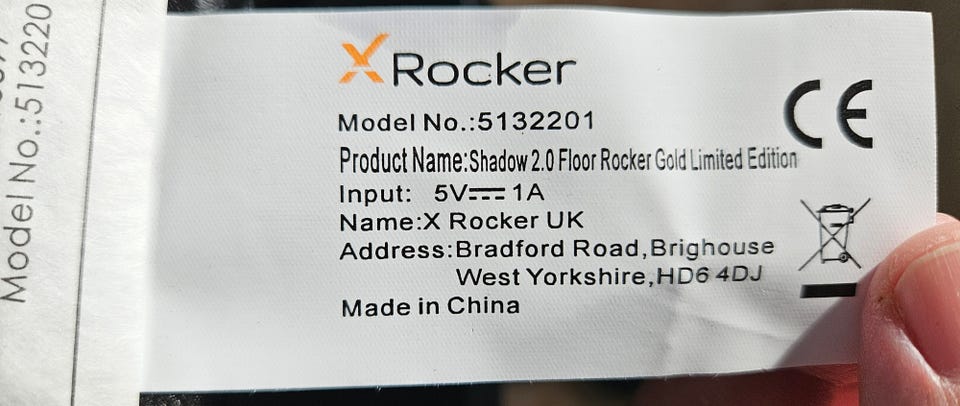 Model No.:513220
X Rocker
CE
Model No.:5132201
Product Name:Shadow 2.0 Floor Rocker Gold Limited Edition
Input: 5V⎓1A
Name:X Rocker UK
Address:Bradford Road,Brighouse
West Yorkshire,HD6 4DJ
Made in China